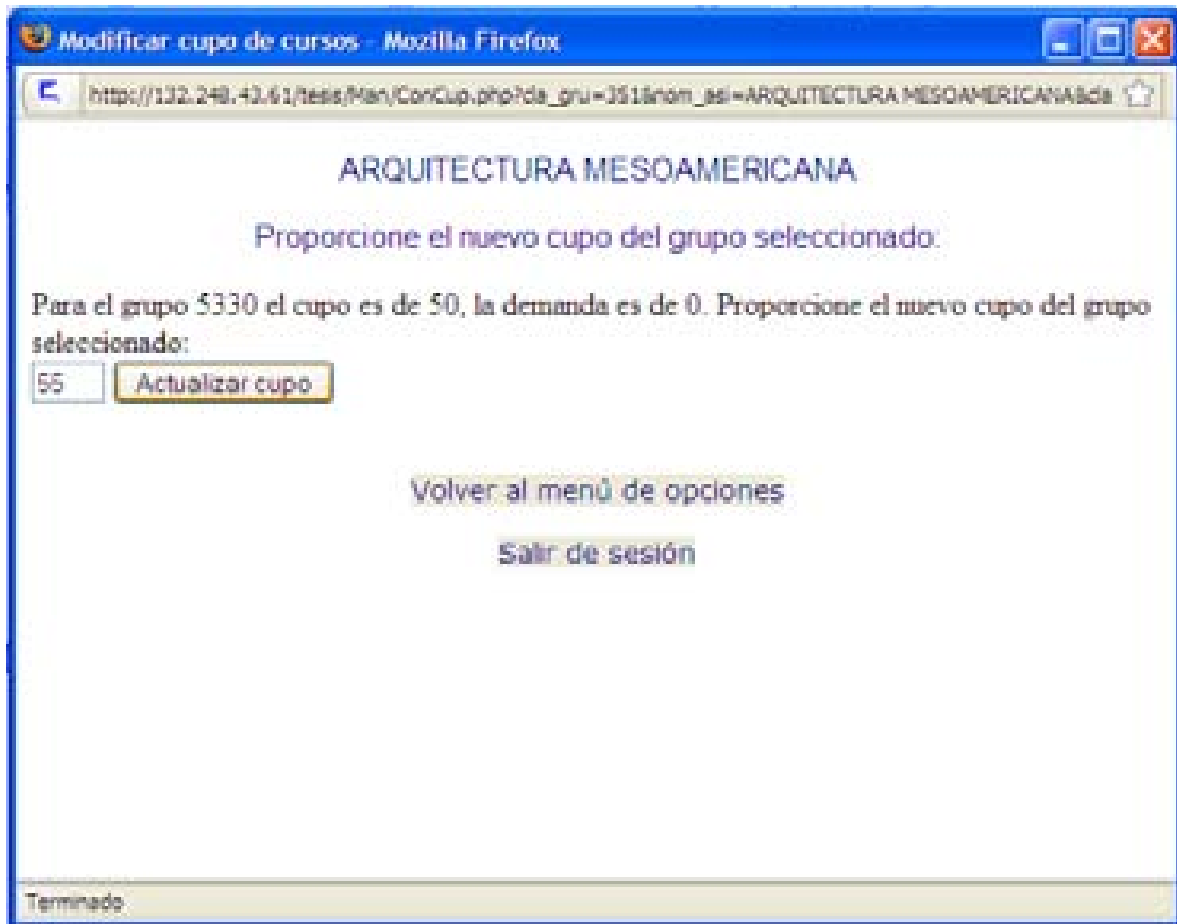 Modificar cupo de cursos - Mozilla Firefox
http://132.248.43.61/tesis/Man/ConCup.php?cla_gru=351&nom_asi=ARQUITECTURA MESOAMERICANA&cla
ARQUITECTURA MESOAMERICANA
Proporcione el nuevo cupo del grupo seleccionado:
Para el grupo 5330 el cupo es de 50, la demanda es de 0. Proporcione el nuevo cupo del grupo
seleccionado:
55 Actualizar cupo
Volver al menú de opciones
Salir de sesión
Terminado